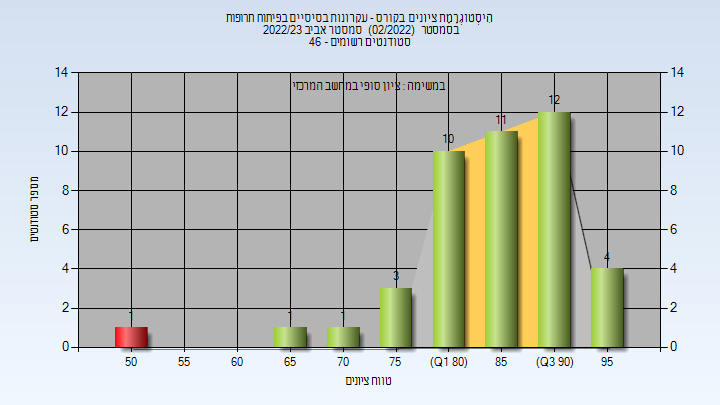 היסטוגרמת ציונים בקורס - עקרונות בסיסיים בפיתוח תרופות
בסמסטר (02/2022) סמסטר אביב 2022/23
סטודנטים רשומים - 46
במשימה : ציון סופי במחשב המרכזי
14 14
12 12
10 10
8 8
6 6
4 4
2 2
0 0
מספר סטודנטים
1 1 1 3 10 11 12 4
50 55 60 65 70 75 (Q1 80) 85 (Q3 90) 95
טווח ציונים